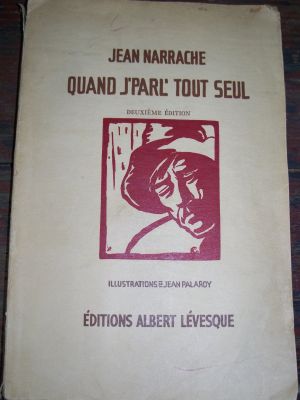 JEAN NARRACHE
QUAND J'PARL' TOUT SEUL
DEUXIÈME ÉDITION
ILLUSTRATIONS DE JEAN PALARDY
ÉDITIONS ALBERT LÉVESQUE